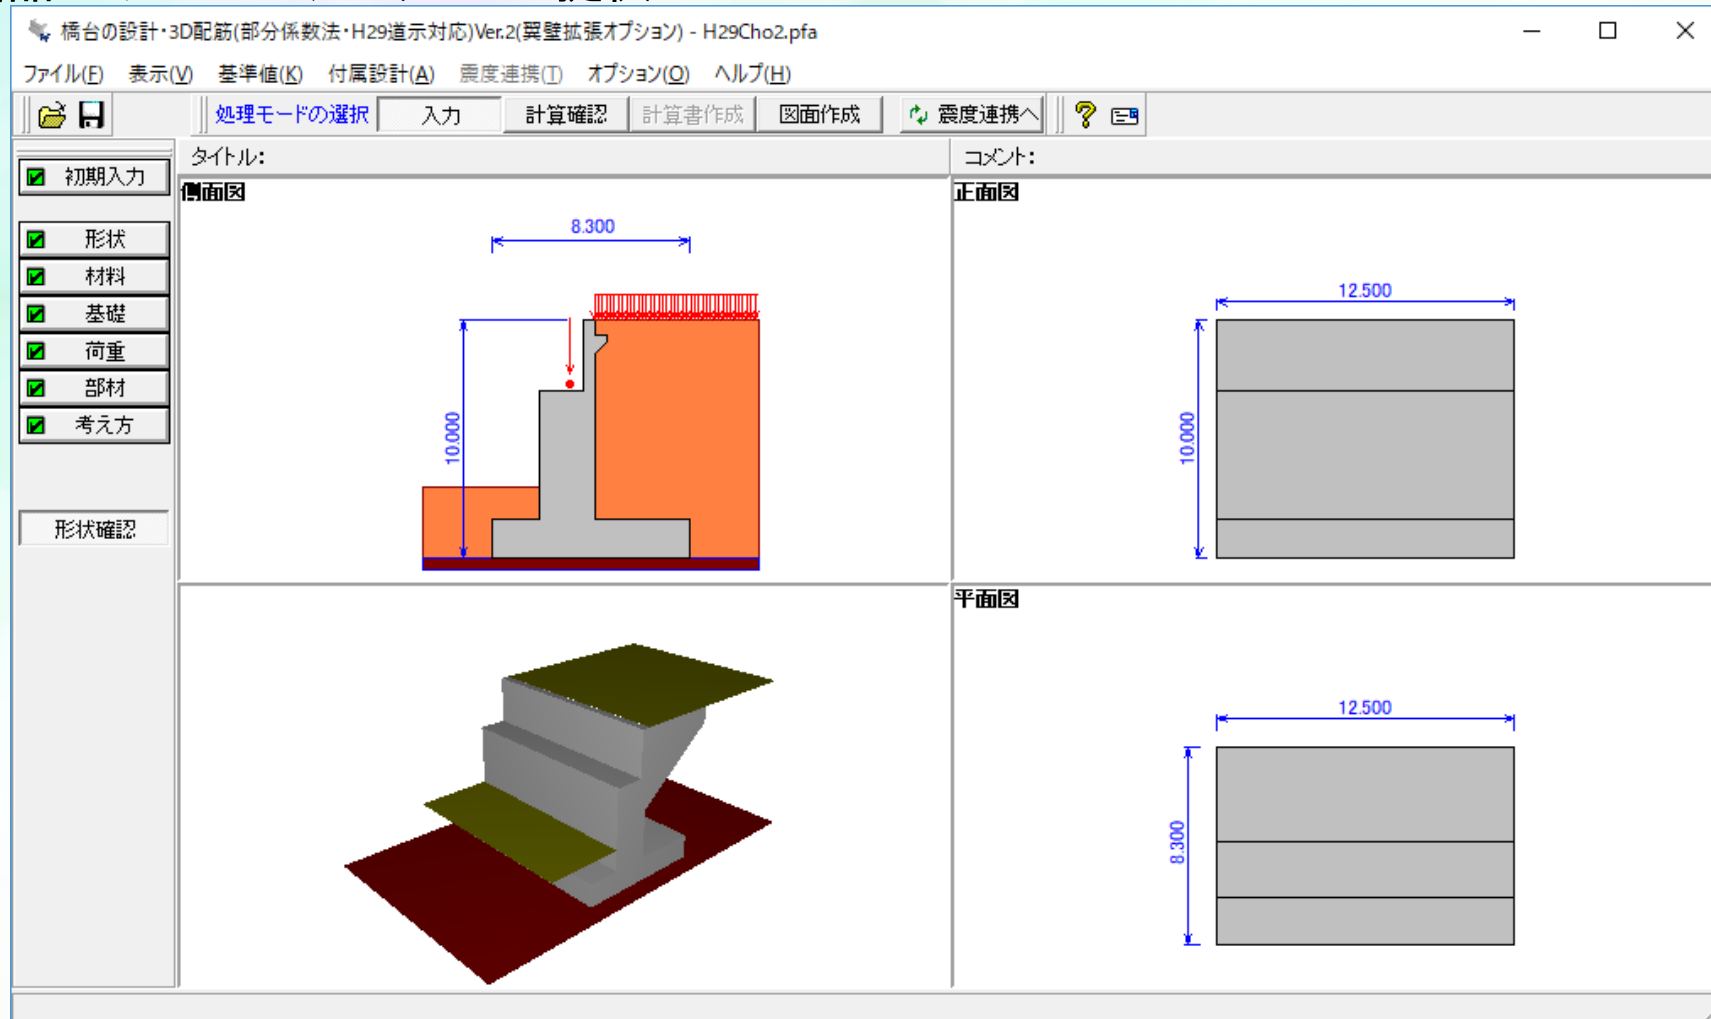 橋台の設計・3D配筋(部分係数法・H29道示対応)Ver.2(翼壁拡張オプション) - H29Cho2.pfa
ファイル(F) 表示(V) 基準値(K) 付属設計(A) 震度連携(T) オプション(O) ヘルプ(H)
処理モードの選択 入力 計算確認 計算書作成 図面作成 震度連携へ
タイトル: コメント:
初期入力
形状
材料
基礎
荷重
部材
考え方
形状確認
側面図
8.300
10.000
正面図
12.500
10.000
平面図
12.500
8.300